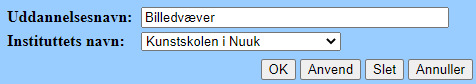 Uddannelsesnavn: Billedvæver
Instituttets navn: Kunstskolen i Nuuk
OK Anvend Slet Annuller